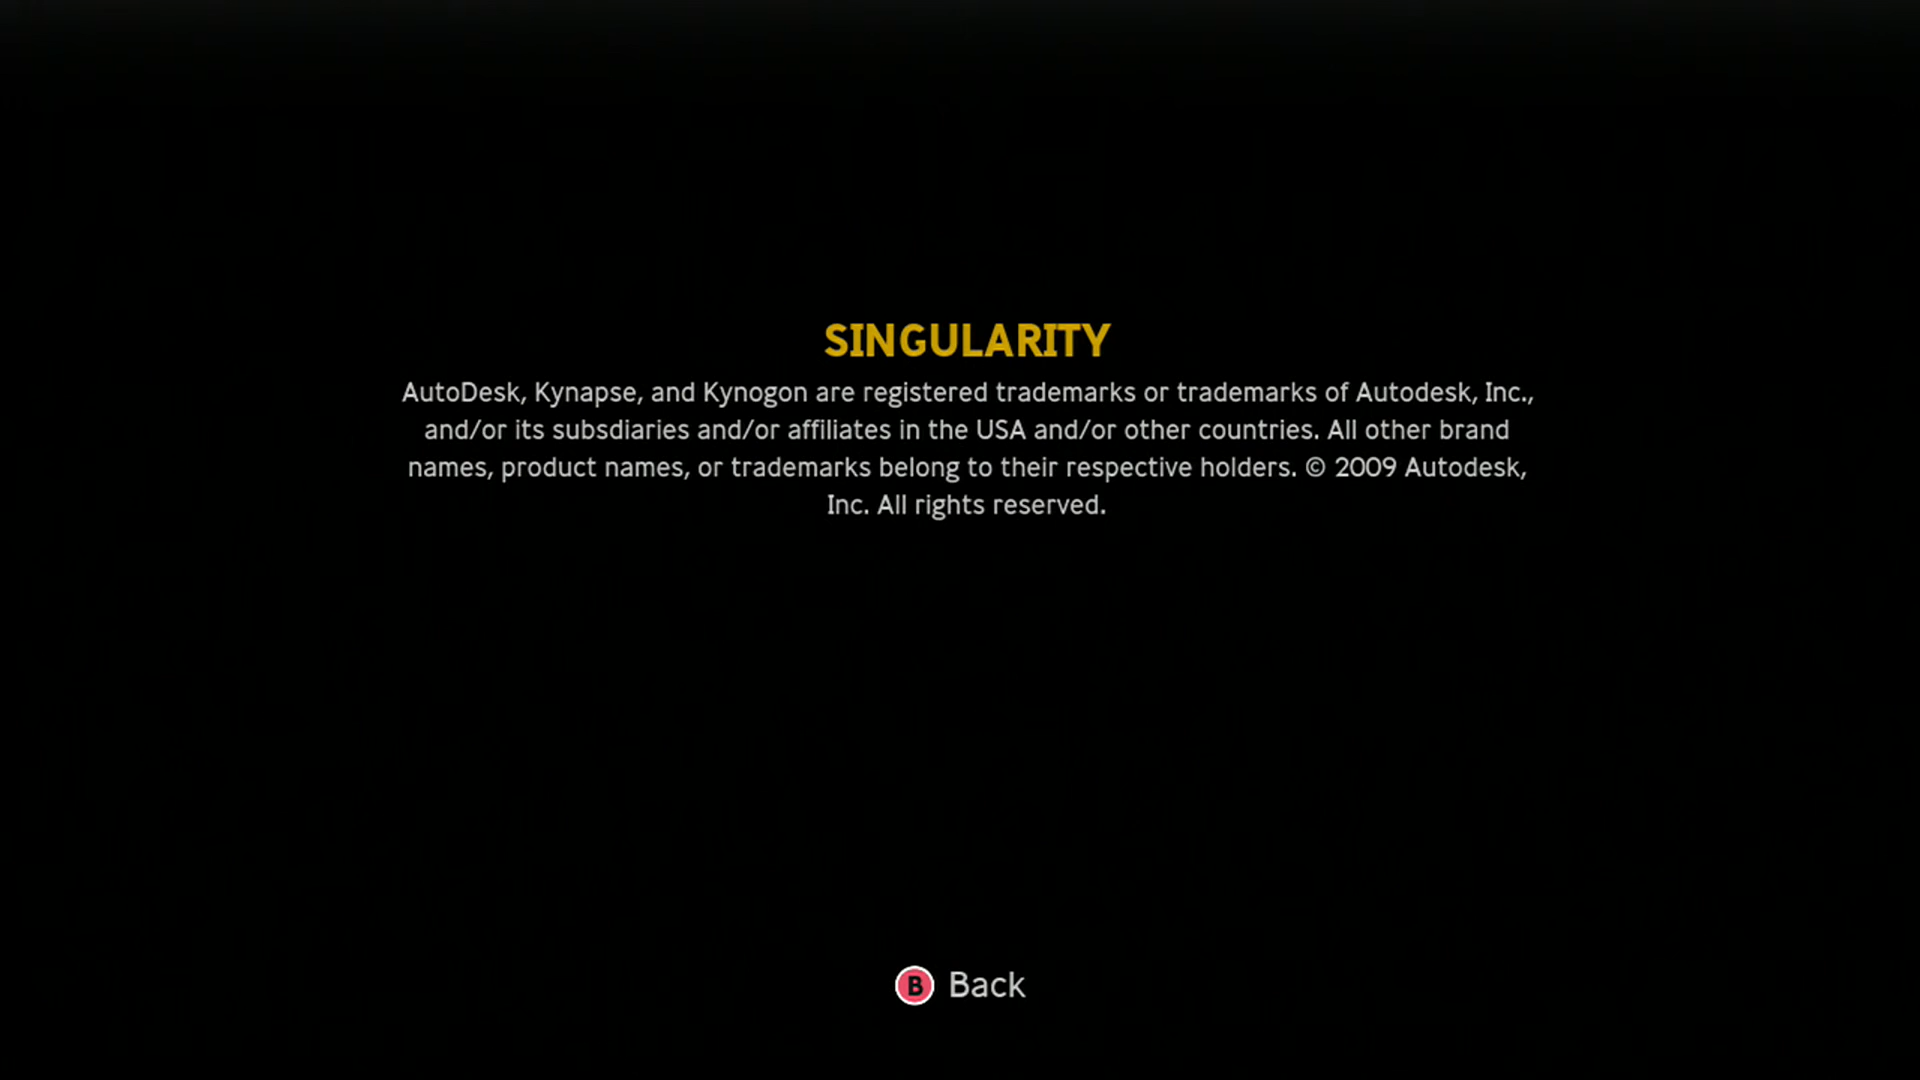 SINGULARITY
AutoDesk, Kynapse, and Kynogon are registered trademarks or trademarks of Autodesk, Inc.,
and/or its subsdiaries and/or affiliates in the USA and/or other countries. All other brand
names, product names, or trademarks belong to their respective holders. © 2009 Autodesk,
Inc. All rights reserved.
B Back